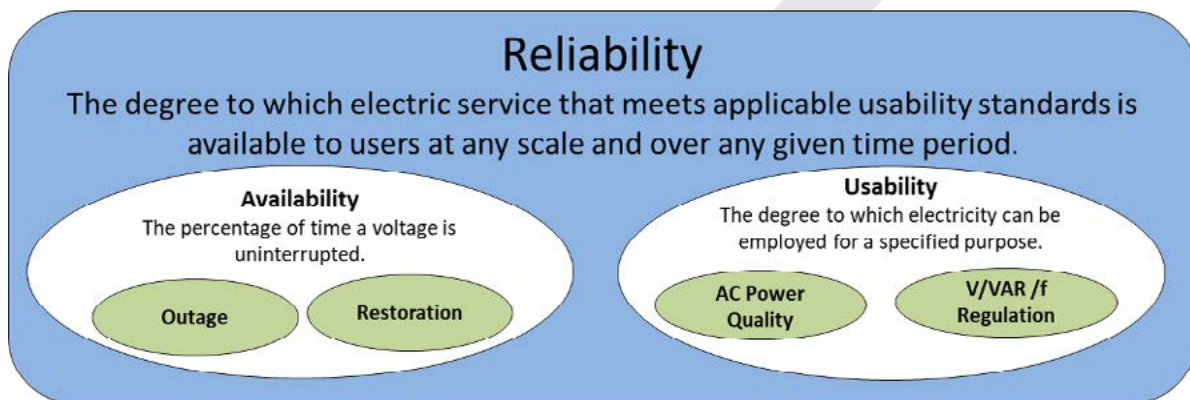 Reliability
The degree to which electric service that meets applicable usability standards is
available to users at any scale and over any given time period.
Availability
The percentage of time a voltage is
uninterrupted.
Outage
Restoration
Usability
The degree to which electricity can be
employed for a specified purpose.
AC Power
Quality
V/VAR /f
Regulation